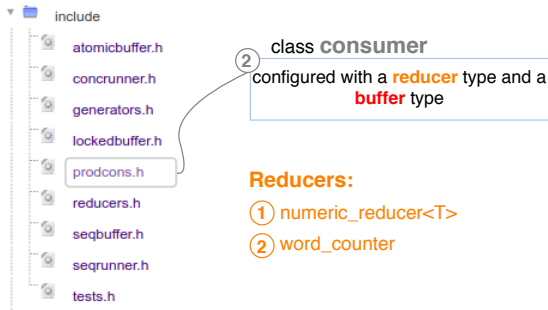 include
atomicbuffer.h
concrunner.h
generators.h
lockedbuffer.h
prodcons.h
reducers.h
seqbuffer.h
seqrunner.h
tests.h
2
class consumer
configured with a reducer type and a
buffer type
Reducers:
1 numeric_reducer<T>
2 word_counter